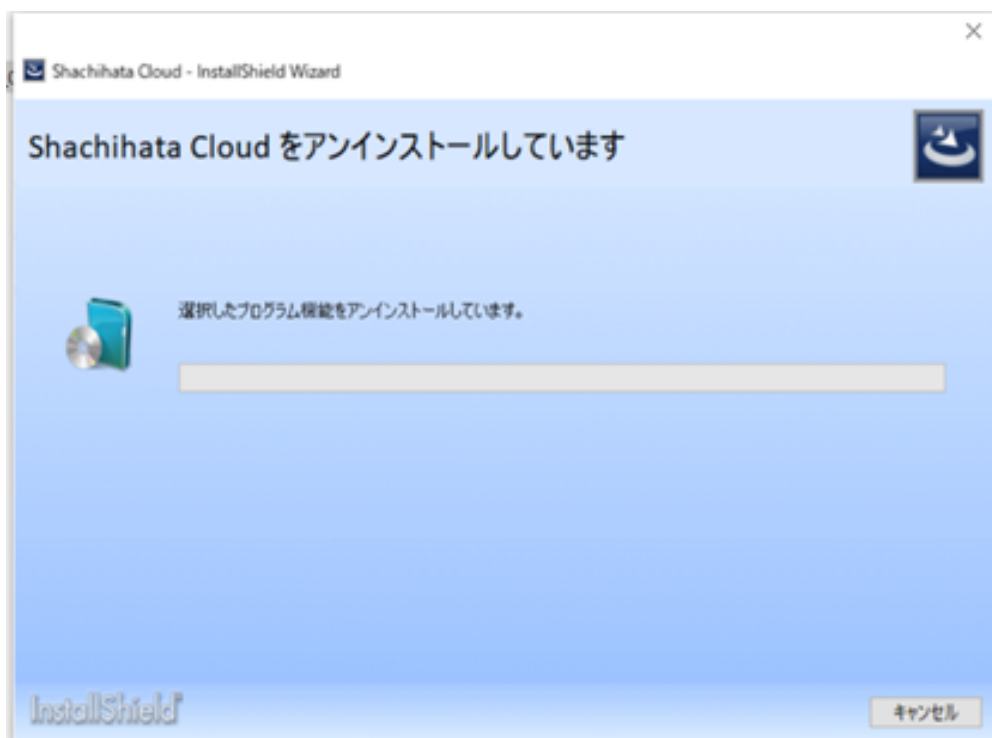 Shachihata Cloud - InstallShield Wizard
Shachihata Cloud をアンインストールしています
選択したプログラム機能をアンインストールしています。
InstallShield
キャンセル